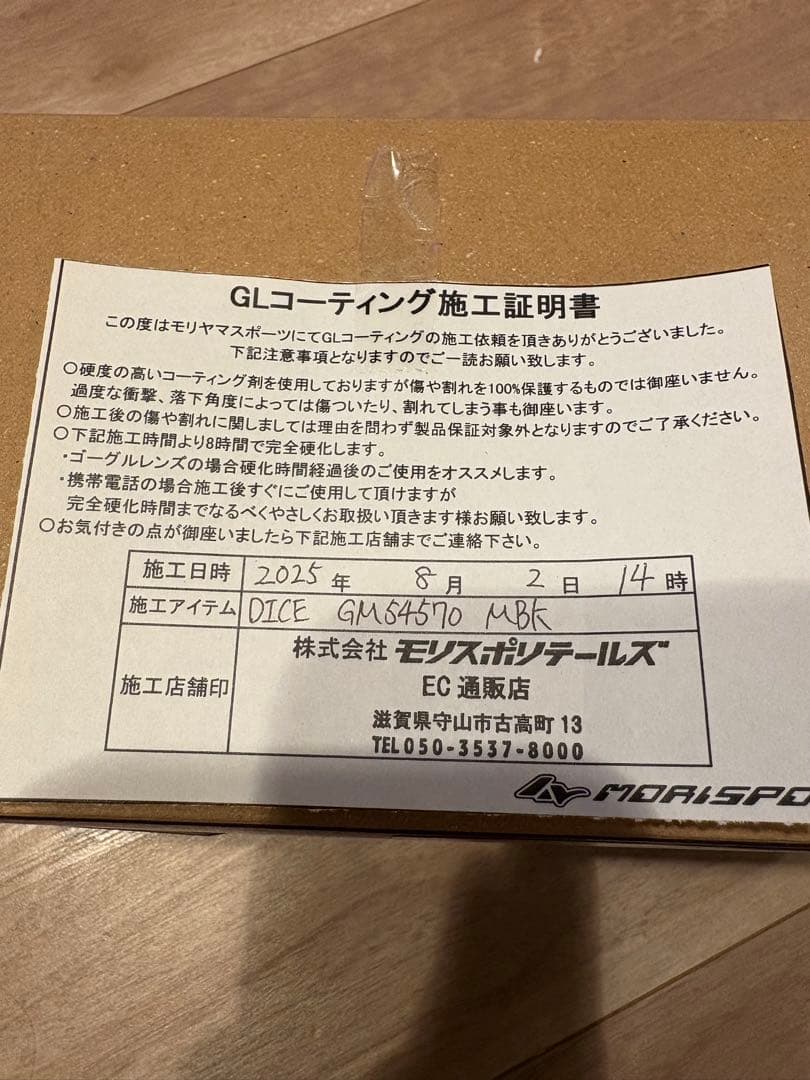 GLコーティング施工証明書
この度はモリヤマスポーツにてGLコーティングの施工依頼を頂きありがとうございました。
下記注意事項となりますのでご一読お願い致します。
○硬度の高いコーティング剤を使用しておりますが傷や割れを100%保護するものでは御座いません。
過度な衝撃、落下角度によっては傷ついたり、割れてしまう事も御座います。
○施工後の傷や割れに関しましては理由を問わず製品保証対象外となりますのでご了承ください。
○下記施工時間より8時間で完全硬化します。
・ゴーグルレンズの場合硬化時間経過後のご使用をオススメします。
・携帯電話の場合施工後すぐにご使用して頂けますが
完全硬化時間までなるべくやさしくお取扱い頂きます様お願い致します。
○お気付きの点が御座いましたら下記施工店舗までご連絡下さい。
施工日時 2025年 8月 2日 14時
施工アイテム DICE GM54570 MBK
施工店舗印 株式会社 モリスポリテールズ
EC通販店
滋賀県守山市古高町13
TEL050-3537-8000
MORISPO